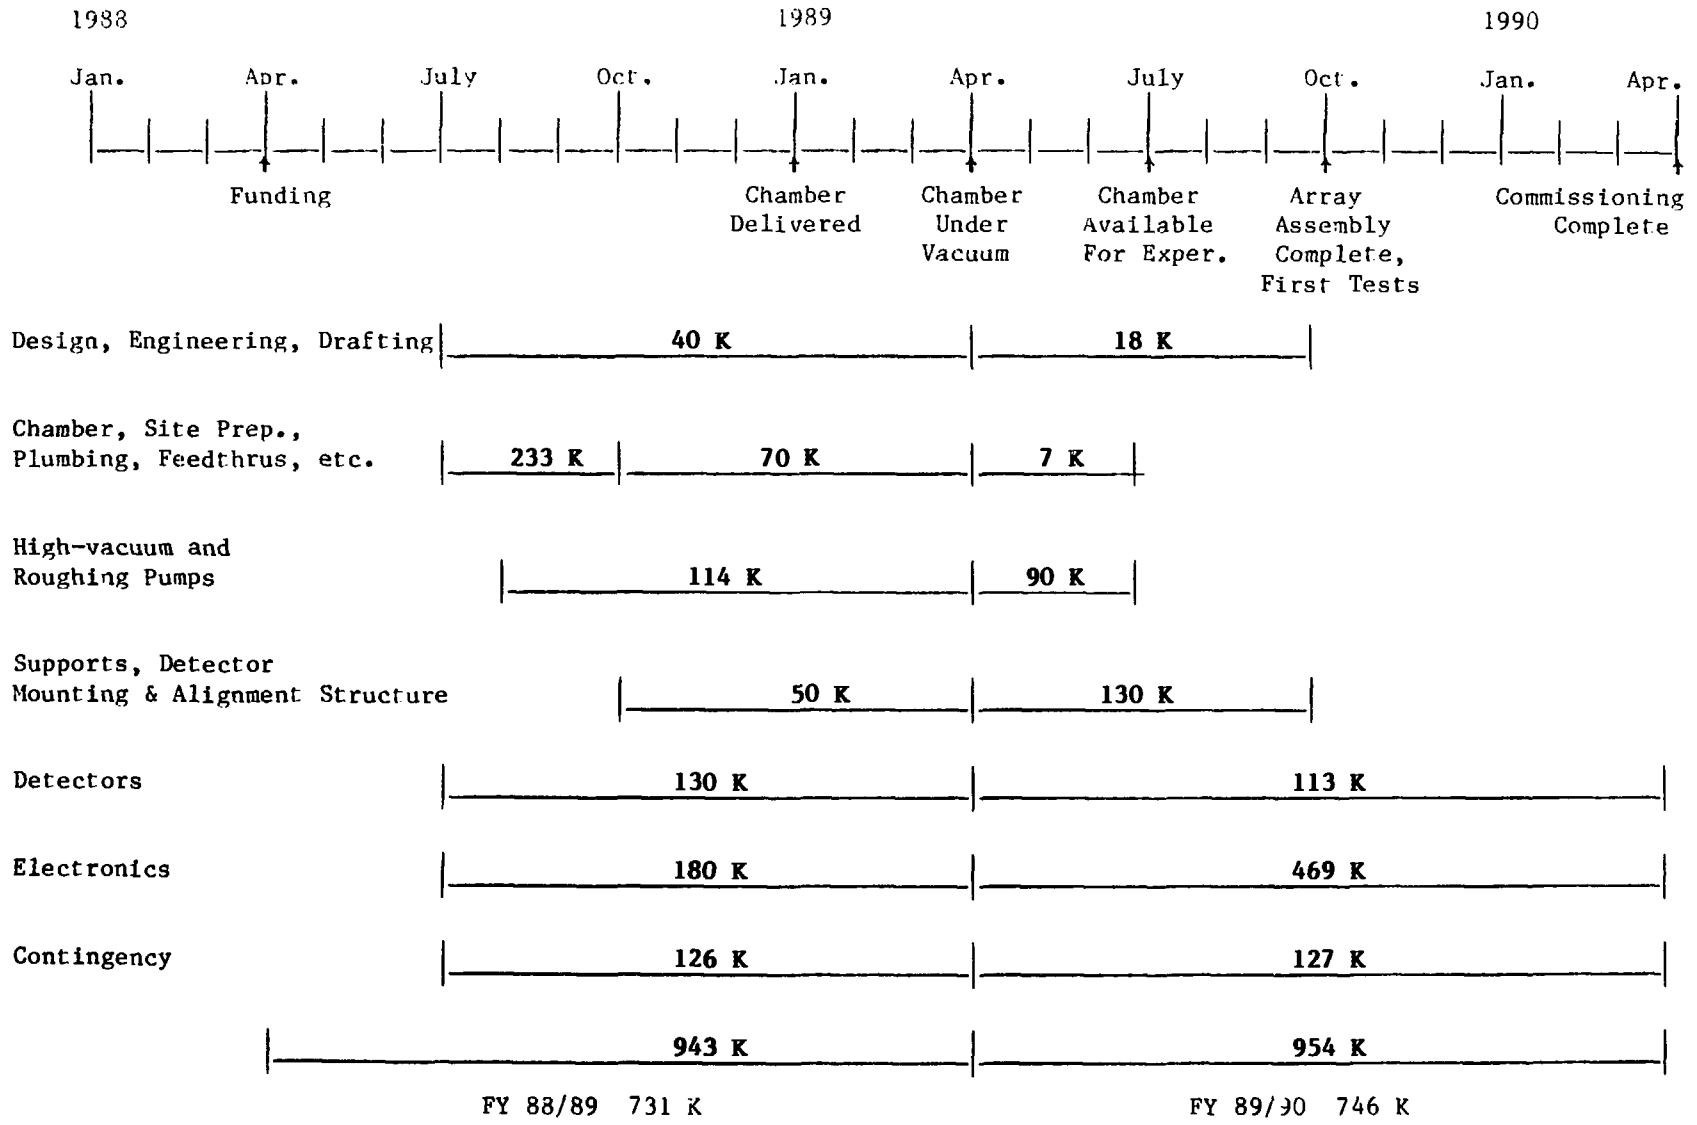 1988 1989 1990
Jan. Apr. July Oct. Jan. Apr. July Oct. Jan. Apr.
Funding Chamber Chamber Chamber Array Commissioning
Delivered Under Available Assembly Complete
Vacuum For Exper. Complete,
First Tests
Design, Engineering, Drafting 40 K 18 K
Chamber, Site Prep.,
Plumbing, Feedthrus, etc. 233 K 70 K 7 K
High-vacuum and
Roughing Pumps 114 K 90 K
Supports, Detector
Mounting & Alignment Structure 50 K 130 K
Detectors 130 K 113 K
Electronics 180 K 469 K
Contingency 126 K 127 K
943 K 954 K
FY 88/89 731 K FY 89/90 746 K